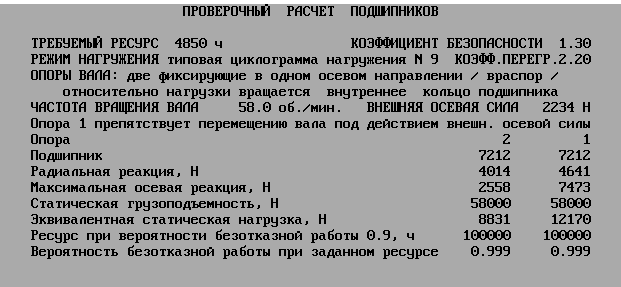 ПРОВЕРОЧНЫЙ РАСЧЕТ ПОДШИПНИКОВ
ТРЕБУЕМЫЙ РЕСУРС 4850 ч КОЭФФИЦИЕНТ БЕЗОПАСНОСТИ 1.30
РЕЖИМ НАГРУЖЕНИЯ типовая циклограмма нагружения N 9 КОЭФФ.ПЕРЕГР.2.20
ОПОРЫ ВАЛА: две фиксирующие в одном осевом направлении / враспор /
относительно нагрузки вращается внутреннее кольцо подшипника
ЧАСТОТА ВРАЩЕНИЯ ВАЛА 58.0 об./мин. ВНЕШНЯЯ ОСЕВАЯ СИЛА 2234 Н
Опора 1 препятствует перемещению вала под действием внешн. осевой силы
Опора 2 1
Подшипник 7212 7212
Радиальная реакция, Н 4014 4641
Максимальная осевая реакция, Н 2558 7473
Статическая грузоподъемность, Н 58000 58000
Эквивалентная статическая нагрузка, Н 8831 12170
Ресурс при вероятности безотказной работы 0.9, ч 100000 100000
Вероятность безотказной работы при заданном ресурсе 0.999 0.999